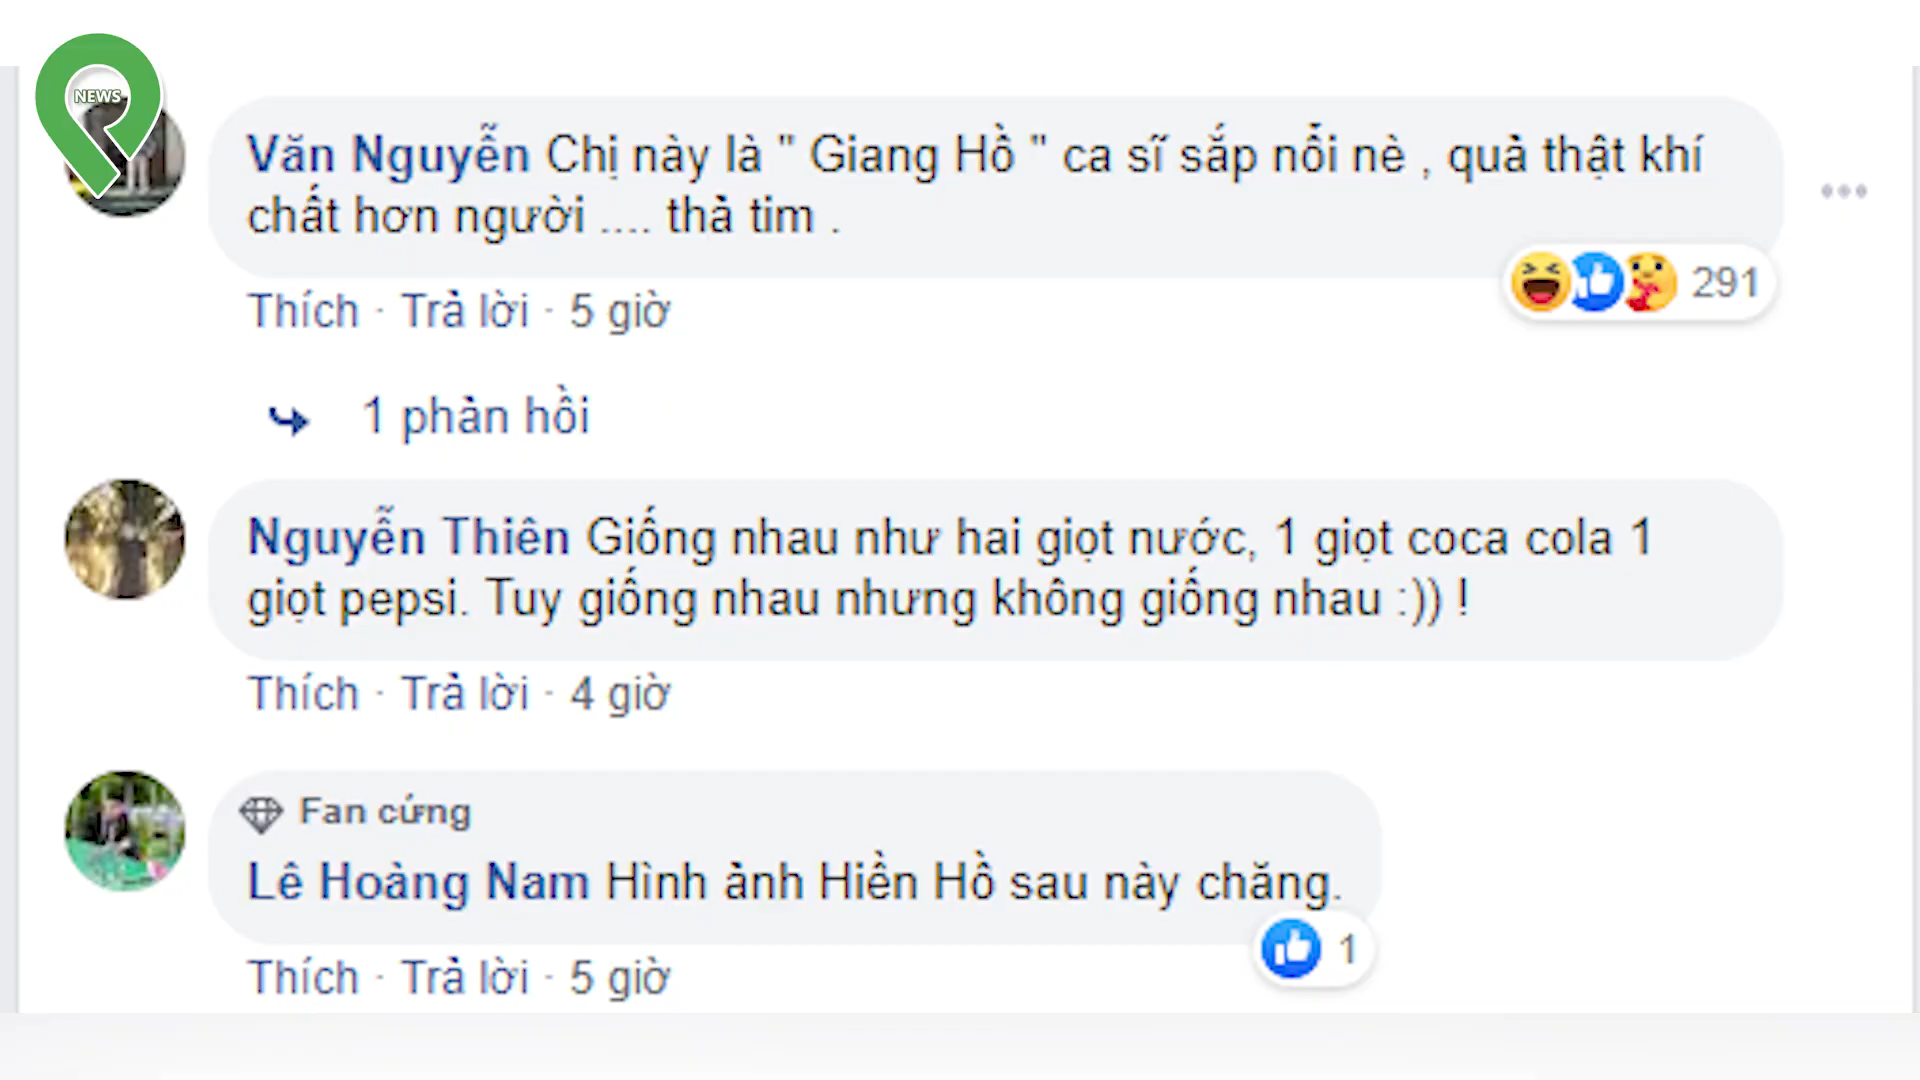 NEWS
Văn Nguyễn Chị này là " Giang Hồ " ca sĩ sắp nổi nè , quả thật khí
chất hơn người .... thả tim .
291
Thích · Trả lời · 5 giờ
1 phản hồi
Nguyễn Thiên Giống nhau như hai giọt nước, 1 giọt coca cola 1
giọt pepsi. Tuy giống nhau nhưng không giống nhau :)) !
Thích · Trả lời · 4 giờ
Fan cứng
Lê Hoàng Nam Hình ảnh Hiền Hồ sau này chăng.
1
Thích · Trả lời · 5 giờ